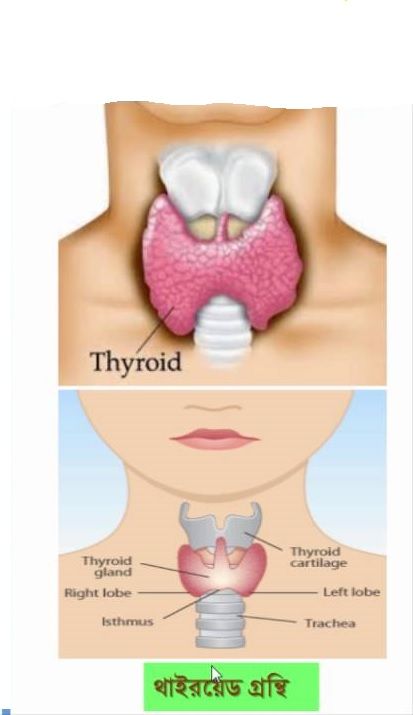 Thyroid
Thyroid
gland
Thyroid
cartilage
Right lobe
Left lobe
Isthmus
Trachea
থাইরয়েড গ্রন্থি